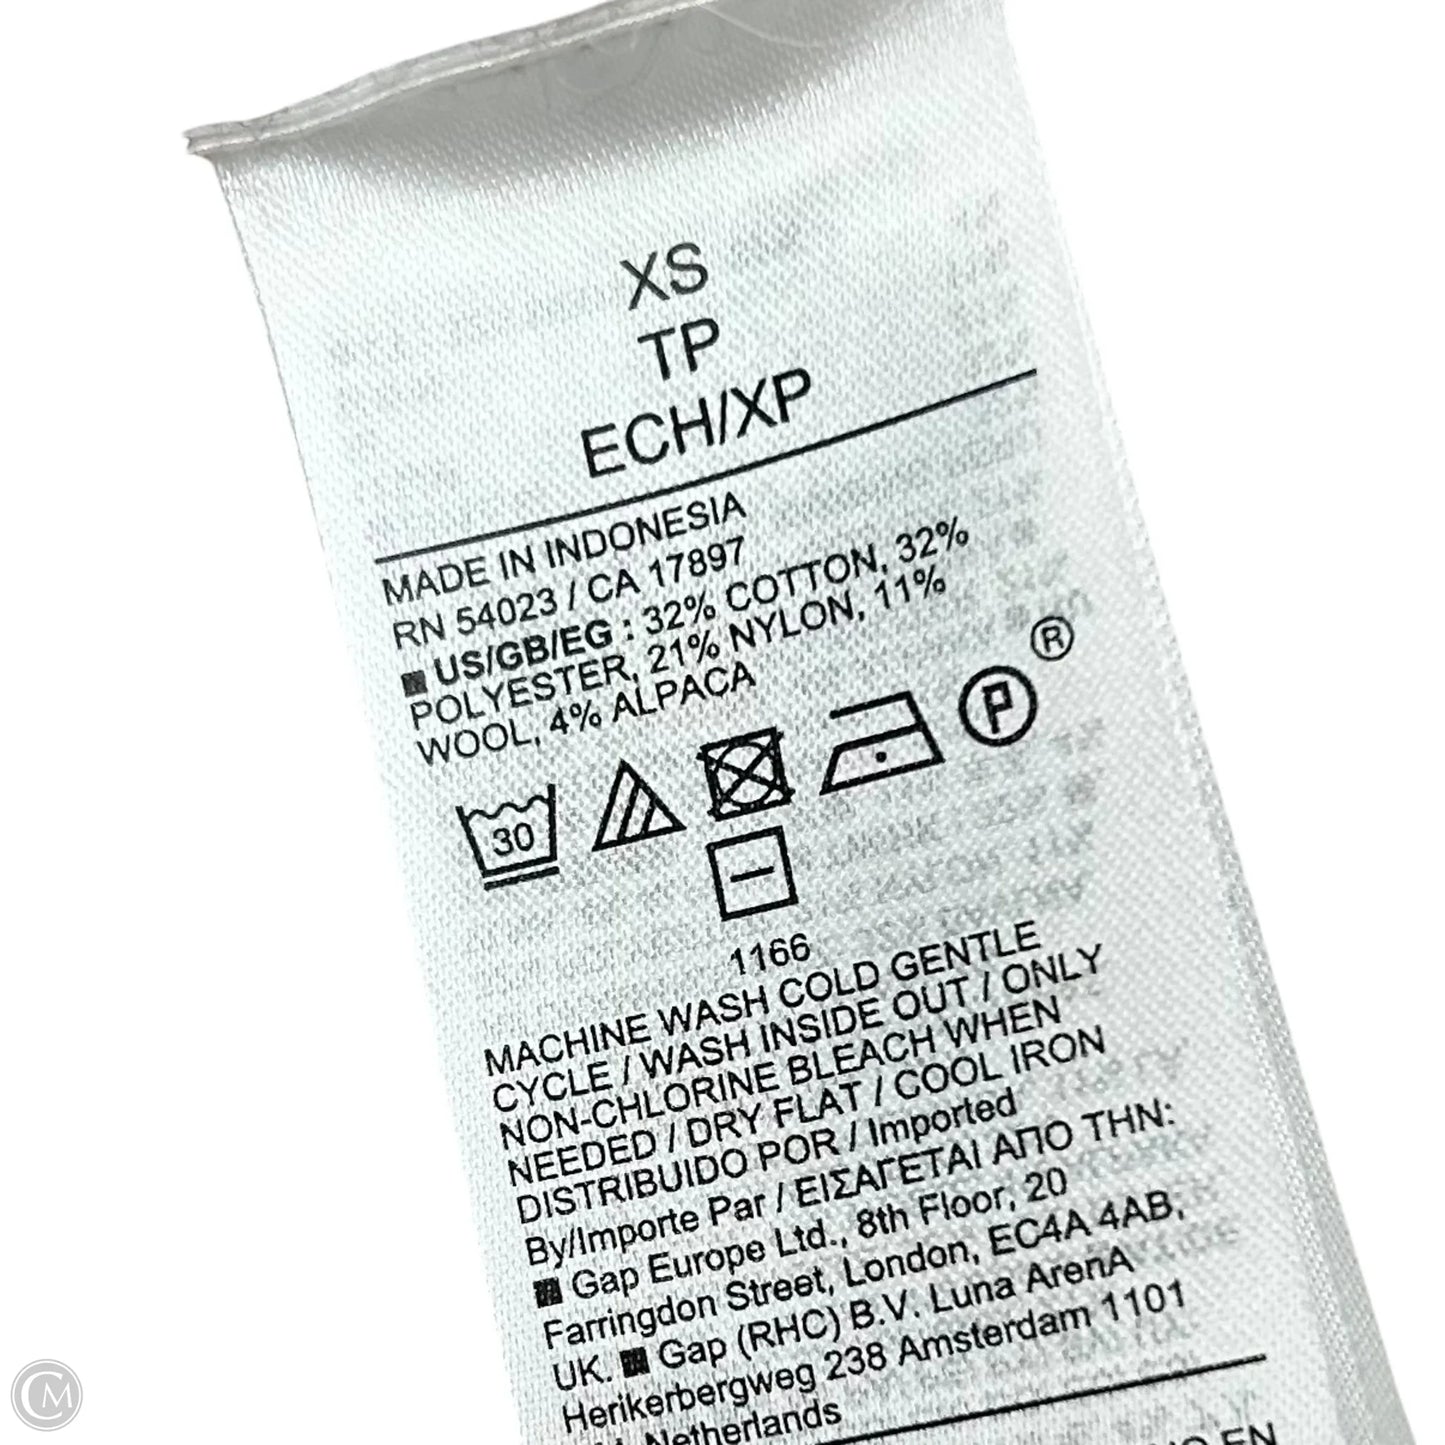 XS
TP
ECH/XP
MADE IN INDONESIA
RN 54023 / CA 17897
■ US/GB/EG : 32% COTTON, 32%
POLYESTER, 21% NYLON, 11%
WOOL, 4% ALPACA
®
P
30
1166
MACHINE WASH COLD GENTLE
CYCLE / WASH INSIDE OUT / ONLY
NON-CHLORINE BLEACH WHEN
NEEDED / DRY FLAT / COOL IRON
DISTRIBUIDO POR / Imported
By/Importe Par / ΕΙΣΑΓΕΤΑΙ ΑΠΟ ΤΗΝ:
■ Gap Europe Ltd., 8th Floor, 20
Farringdon Street, London, EC4A 4AB,
UK. ■ Gap (RHC) B.V. Luna ArenA
Herikerbergweg 238 Amsterdam 1101
Netherlands
EN
CM